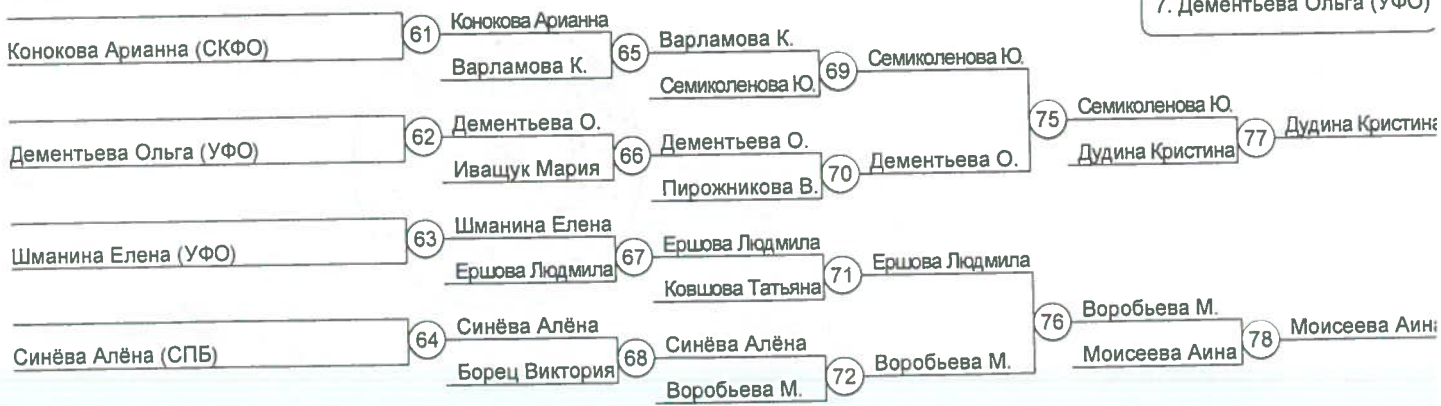 7. Дементьева Ольга (УФО)
Конокова Арианна (СКФО)
61
Конокова Арианна
Варламова К.
65
Варламова К.
Семиколенова Ю.
69
Семиколенова Ю.
Дементьева Ольга (УФО)
62
Дементьева О.
Иващук Мария
66
Дементьева О.
Пирожникова В.
70
Дементьева О.
75
Семиколенова Ю.
Дудина Кристина
77
Дудина Кристина
Шманина Елена (УФО)
63
Шманина Елена
Ершова Людмила
67
Ершова Людмила
Ковшова Татьяна
71
Ершова Людмила
Синёва Алёна (СПБ)
64
Синёва Алёна
Борец Виктория
68
Синёва Алёна
Воробьева М.
72
Воробьева М.
76
Воробьева М.
Моисеева Аина
78
Моисеева Аина